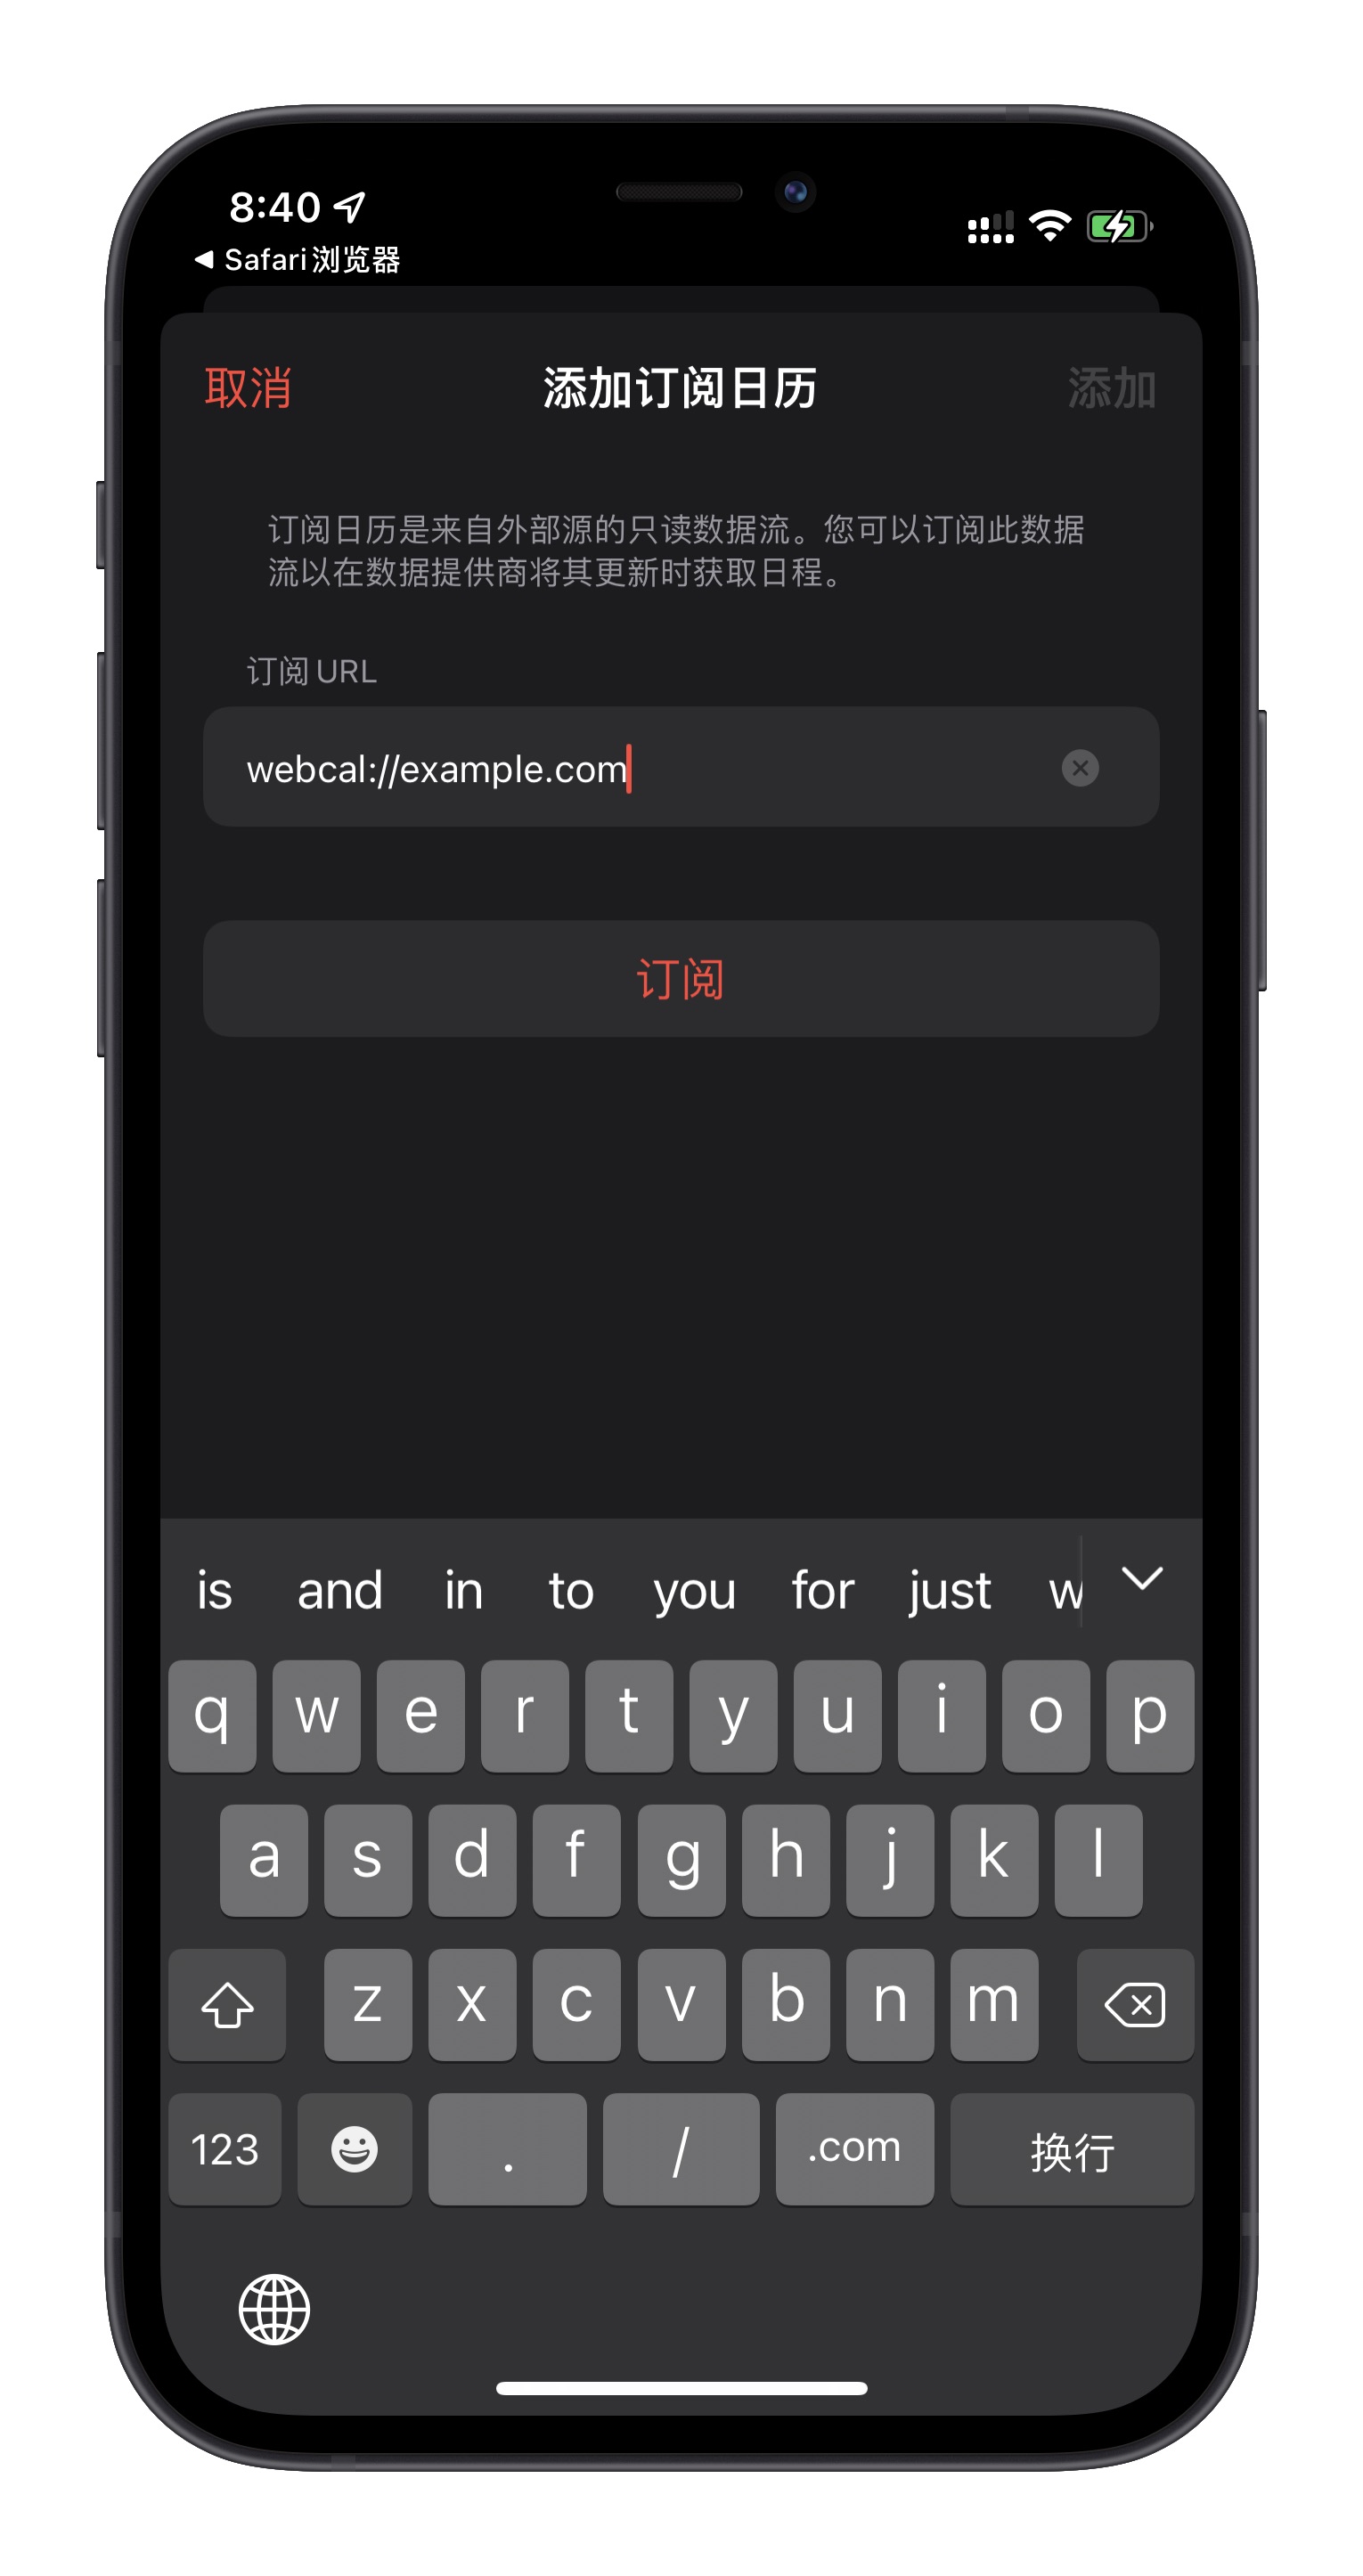 8:40
Safari浏览器
取消 添加订阅日历 添加
订阅日历是来自外部源的只读数据流。您可以订阅此数据
流以在数据提供商将其更新时获取日程。
订阅 URL
webcal://example.com
订阅
is and in to you for just w
q w e r t y u i o p
a s d f g h j k l
z x c v b n m
123 . / .com 换行